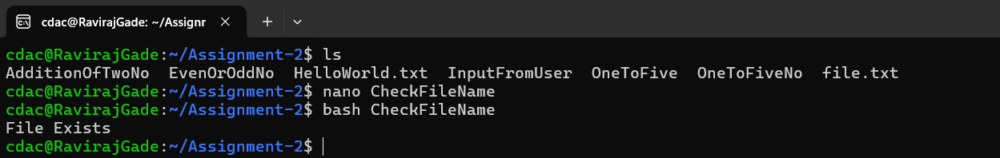 cdac@RavirajGade: ~/Assignr
cdac@RavirajGade:~/Assignment-2$ ls
AdditionOfTwoNo  EvenOrOddNo  HelloWorld.txt  InputFromUser  OneToFive  OneToFiveNo  file.txt
cdac@RavirajGade:~/Assignment-2$ nano CheckFileName
cdac@RavirajGade:~/Assignment-2$ bash CheckFileName
File Exists
cdac@RavirajGade:~/Assignment-2$